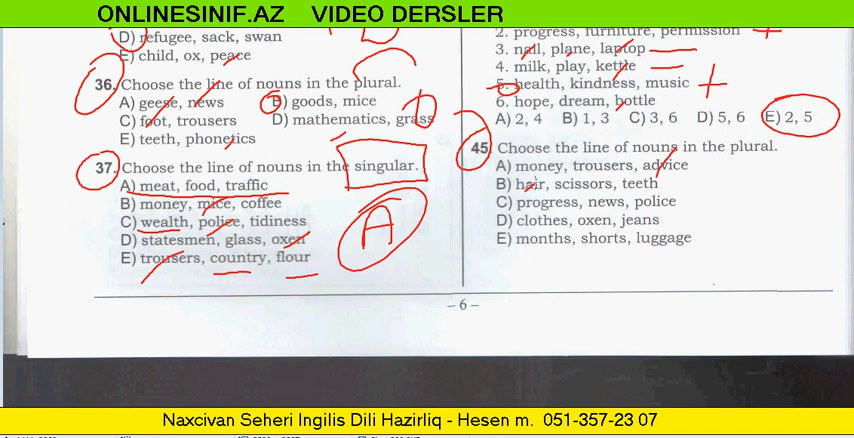 ONLINESINIF.AZ VIDEO DERSLER
D) refugee, sack, swan
E) child, ox, peace
36. Choose the line of nouns in the plural.
A) geese, news B) goods, mice
C) foot, trousers D) mathematics, grass
E) teeth, phonetics
37. Choose the line of nouns in the singular.
A) meat, food, traffic
B) money, mice, coffee
C) wealth, police, tidiness
D) statesmen, glass, oxen
E) trousers, country, flour
A
2. progress, furniture, permission
3. nail, plane, laptop
4. milk, play, kettle
5. health, kindness, music
6. hope, dream, bottle
A) 2, 4 B) 1, 3 C) 3, 6 D) 5, 6 E) 2, 5
45 Choose the line of nouns in the plural.
A) money, trousers, advice
B) hair, scissors, teeth
C) progress, news, police
D) clothes, oxen, jeans
E) months, shorts, luggage
– 6 –
Naxcivan Seheri Ingilis Dili Hazirliq - Hesen m. 051-357-23 07